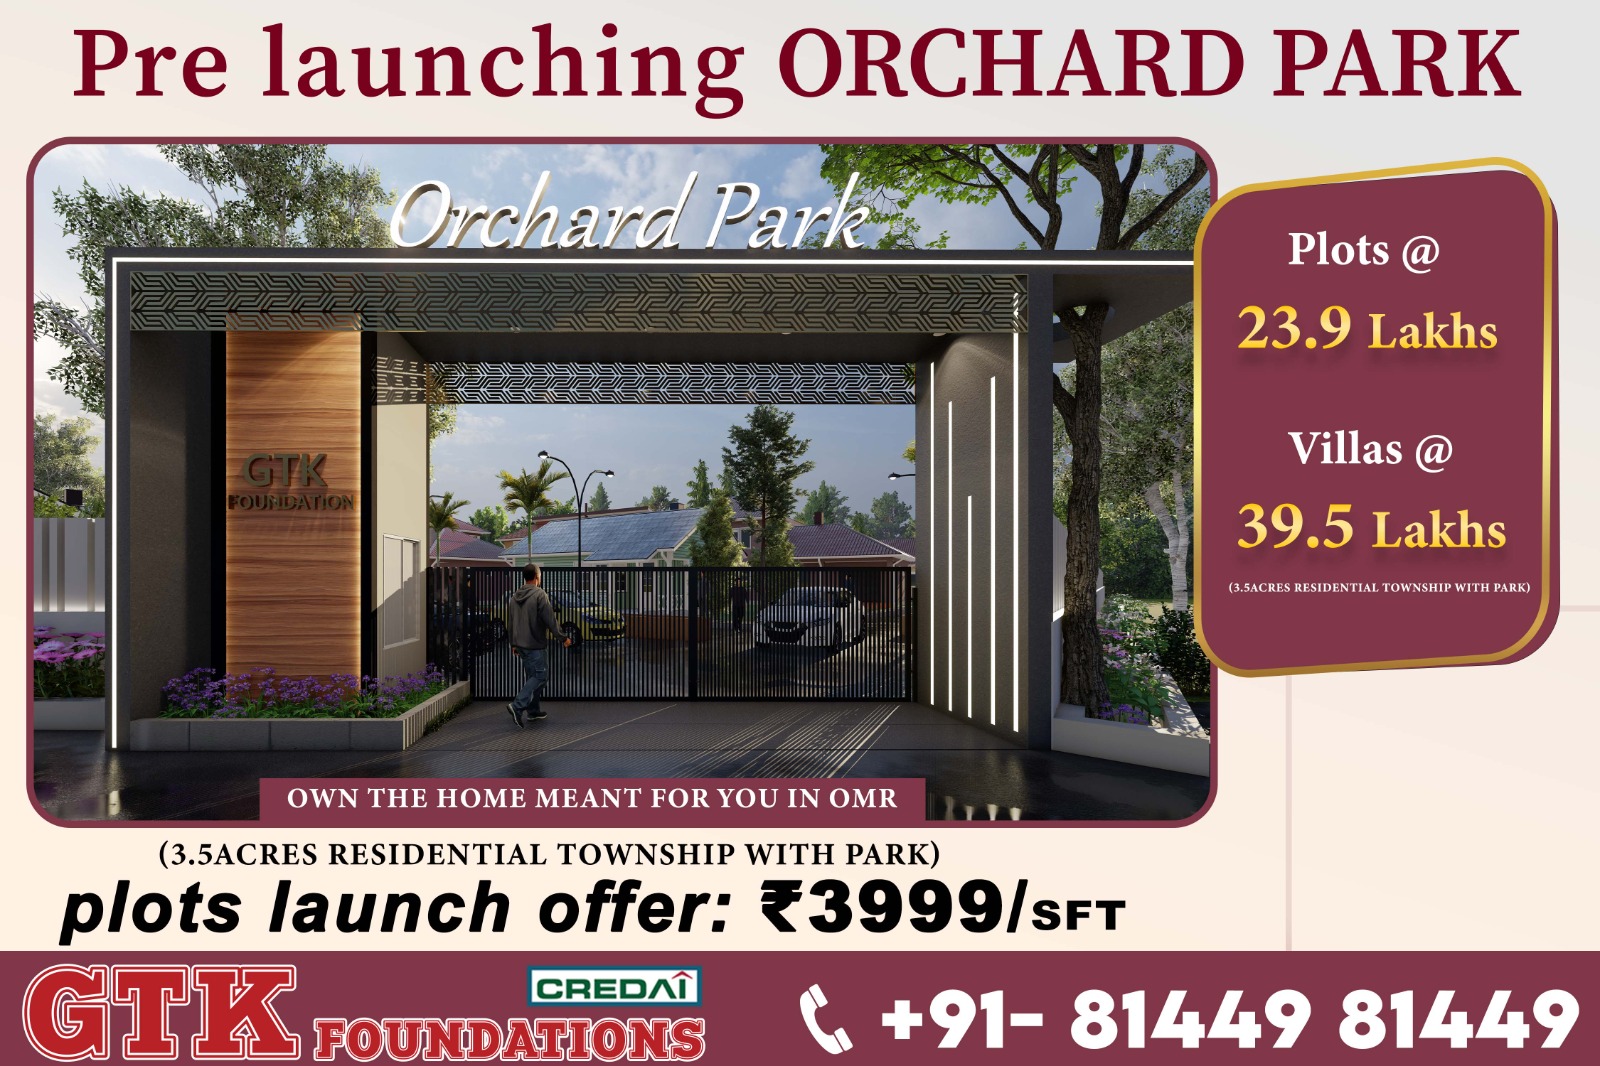 Pre launching ORCHARD PARK
Orchard Park
GTK
FOUNDATION
Plots @
23.9 Lakhs
Villas @
39.5 Lakhs
(3.5ACRES RESIDENTIAL TOWNSHIP WITH PARK)
OWN THE HOME MEANT FOR YOU IN OMR
(3.5ACRES RESIDENTIAL TOWNSHIP WITH PARK)
plots launch offer: ₹3999/SFT
GTK FOUNDATIONS
CREDAI
+91- 81449 81449